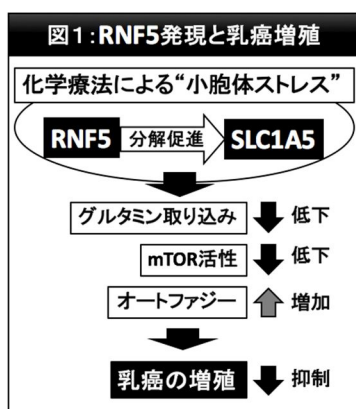 図１：RNF5発現と乳癌増殖
化学療法による“小胞体ストレス”
RNF5 分解促進 SLC1A5
グルタミン取り込み 低下
mTOR活性 低下
オートファジー 増加
乳癌の増殖 抑制